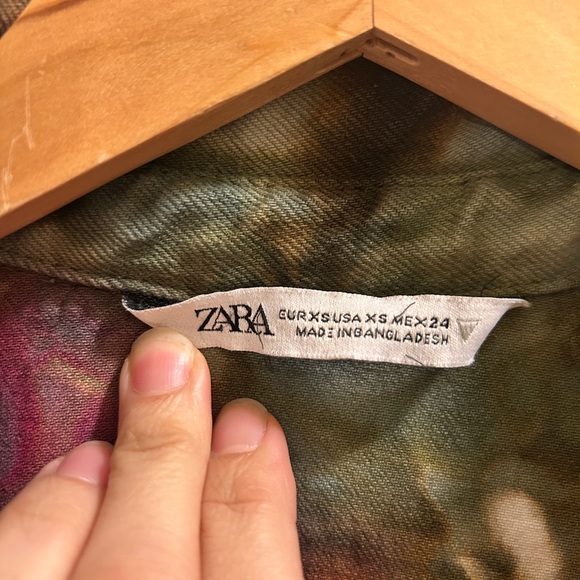 ZARA
EUR XS USA XS MEX 24
MADE IN BANGLADESH